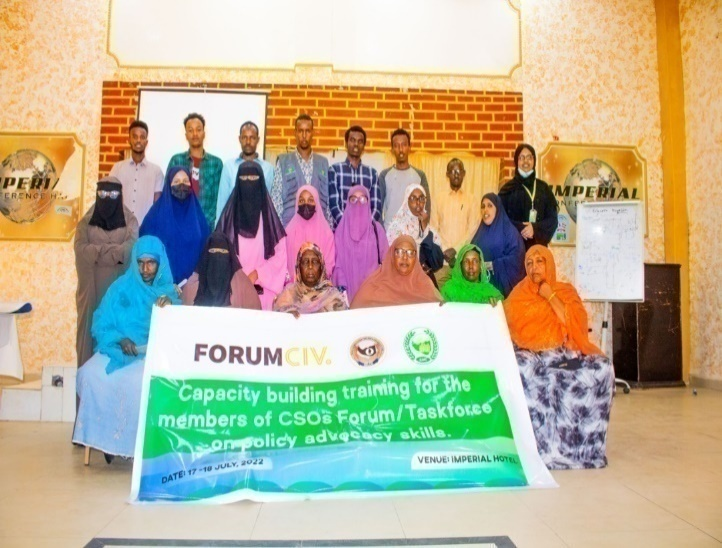 IMPERIAL
FORUMCIV.
Capacity building training for the
members of CSOs Forum/Taskforce
on policy advocacy skills.
DATE: 17 -18 JULY, 2022
VENUE: IMPERIAL HOTEL